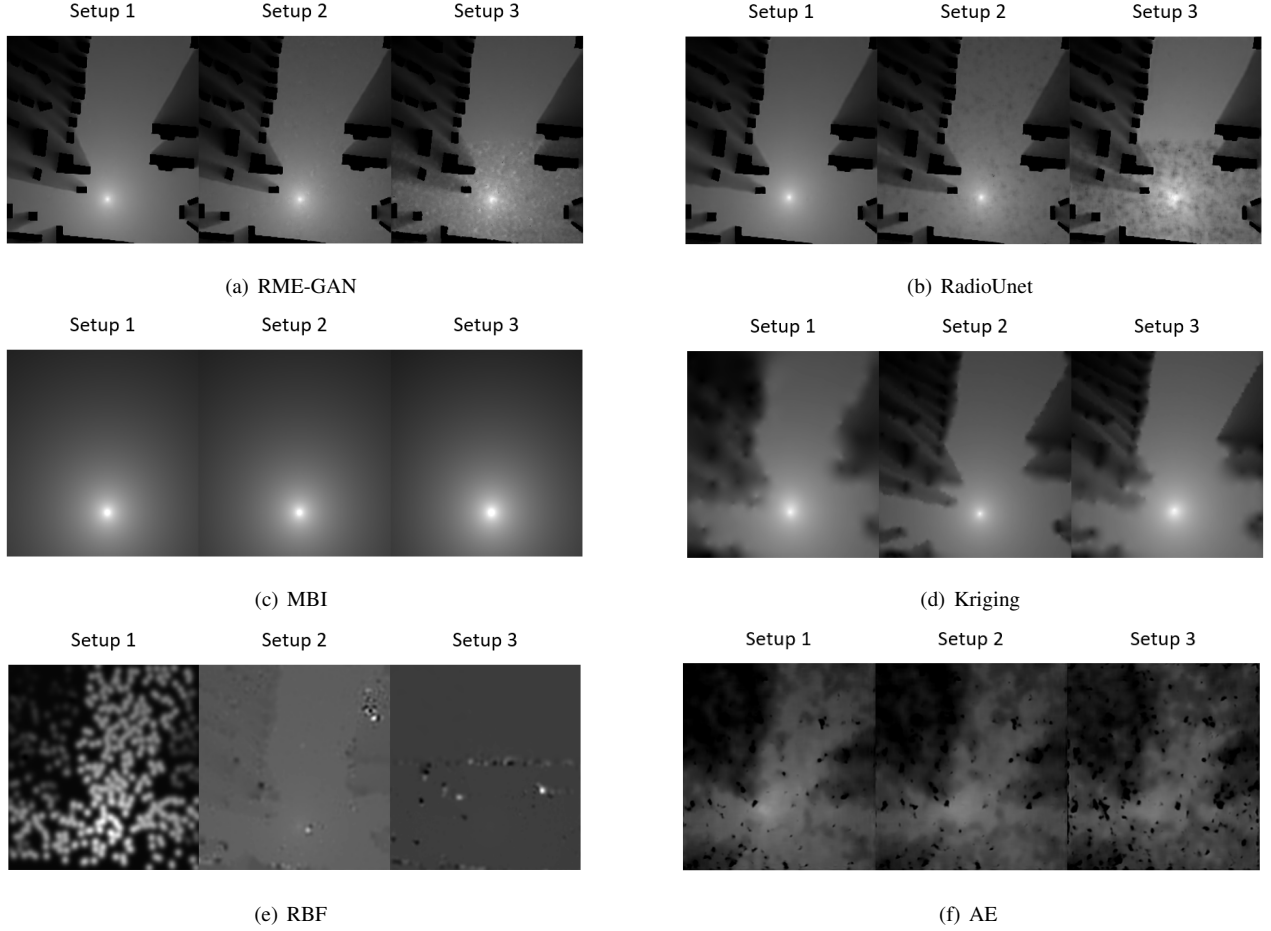 Setup 1 Setup 2 Setup 3 Setup 1 Setup 2 Setup 3
(a) RME-GAN (b) RadioUnet
Setup 1 Setup 2 Setup 3 Setup 1 Setup 2 Setup 3
(c) MBI (d) Kriging
Setup 1 Setup 2 Setup 3 Setup 1 Setup 2 Setup 3
(e) RBF (f) AE